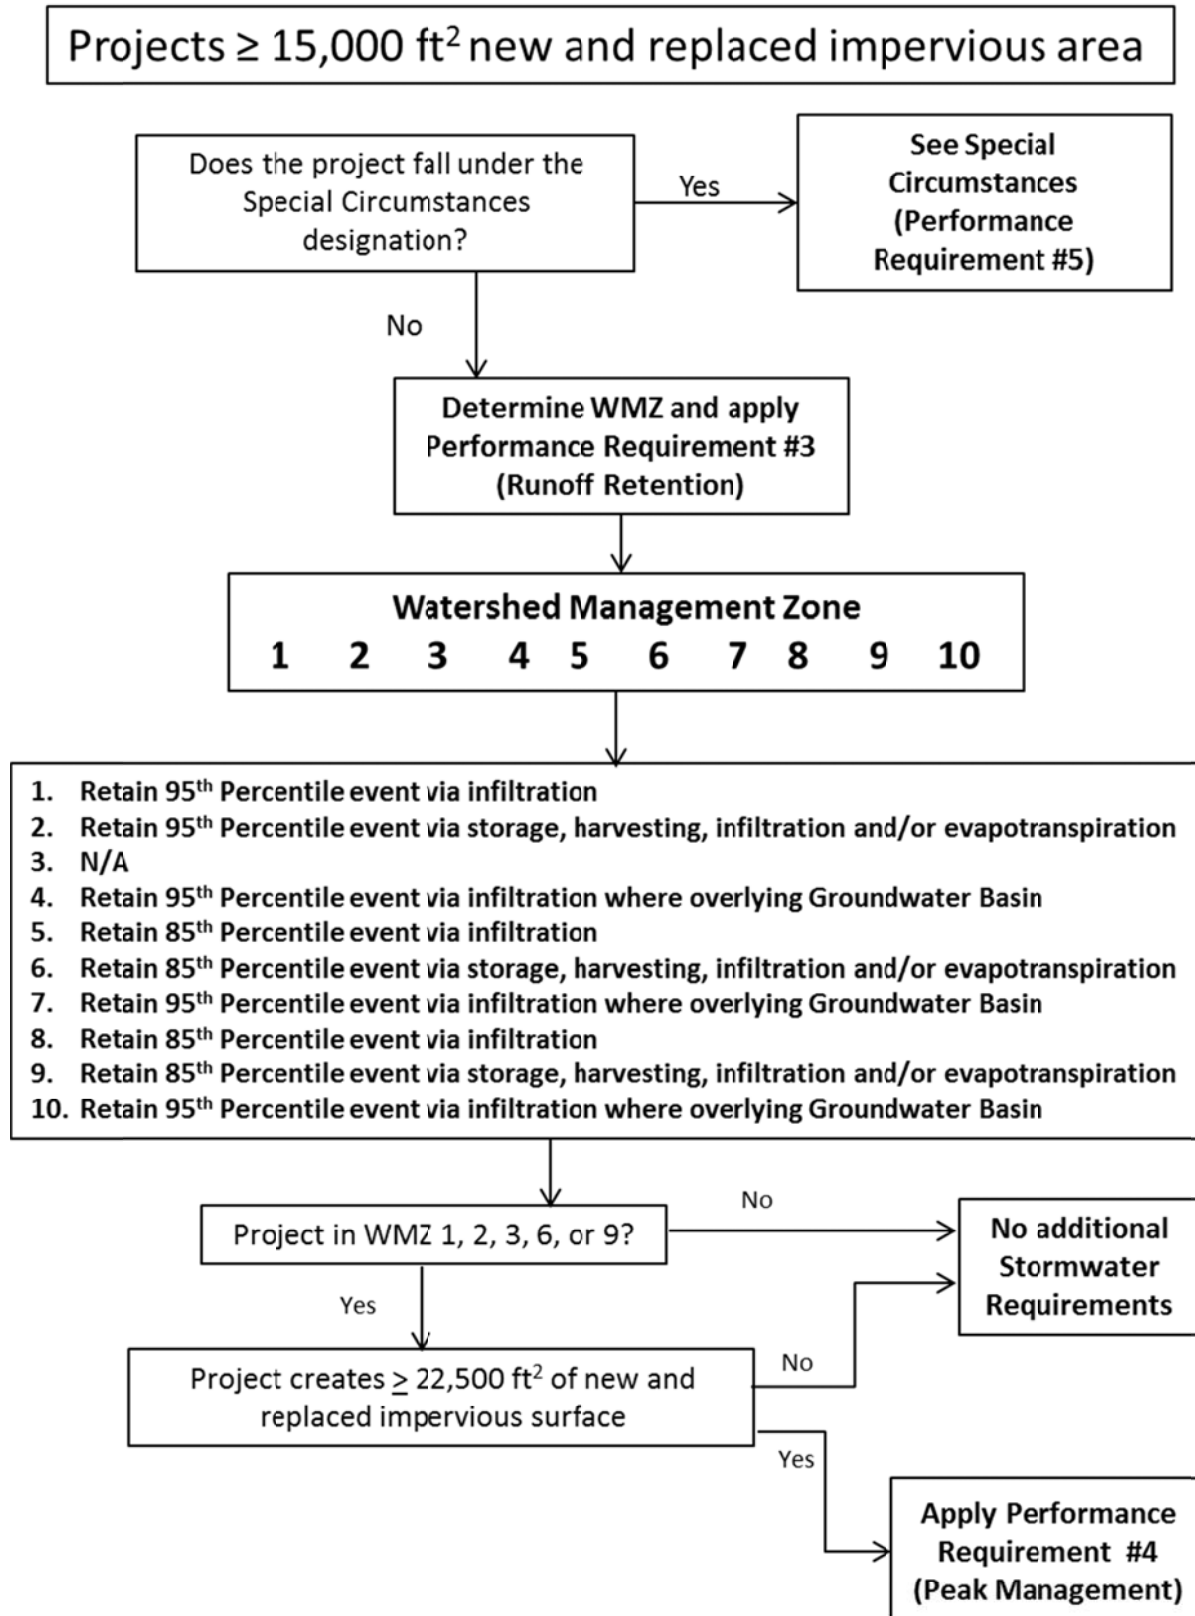 Projects ≥ 15,000 ft² new and replaced impervious area
Does the project fall under the
Special Circumstances
designation?
Yes
See Special
Circumstances
(Performance
Requirement #5)
No
Determine WMZ and apply
Performance Requirement #3
(Runoff Retention)
Watershed Management Zone
1 2 3 4 5 6 7 8 9 10
1. Retain 95th Percentile event via infiltration
2. Retain 95th Percentile event via storage, harvesting, infiltration and/or evapotranspiration
3. N/A
4. Retain 95th Percentile event via infiltration where overlying Groundwater Basin
5. Retain 85th Percentile event via infiltration
6. Retain 85th Percentile event via storage, harvesting, infiltration and/or evapotranspiration
7. Retain 95th Percentile event via infiltration where overlying Groundwater Basin
8. Retain 85th Percentile event via infiltration
9. Retain 85th Percentile event via storage, harvesting, infiltration and/or evapotranspiration
10. Retain 95th Percentile event via infiltration where overlying Groundwater Basin
Project in WMZ 1, 2, 3, 6, or 9?
No
No additional
Stormwater
Requirements
Yes
Project creates ≥ 22,500 ft² of new and
replaced impervious surface
No
Yes
Apply Performance
Requirement #4
(Peak Management)